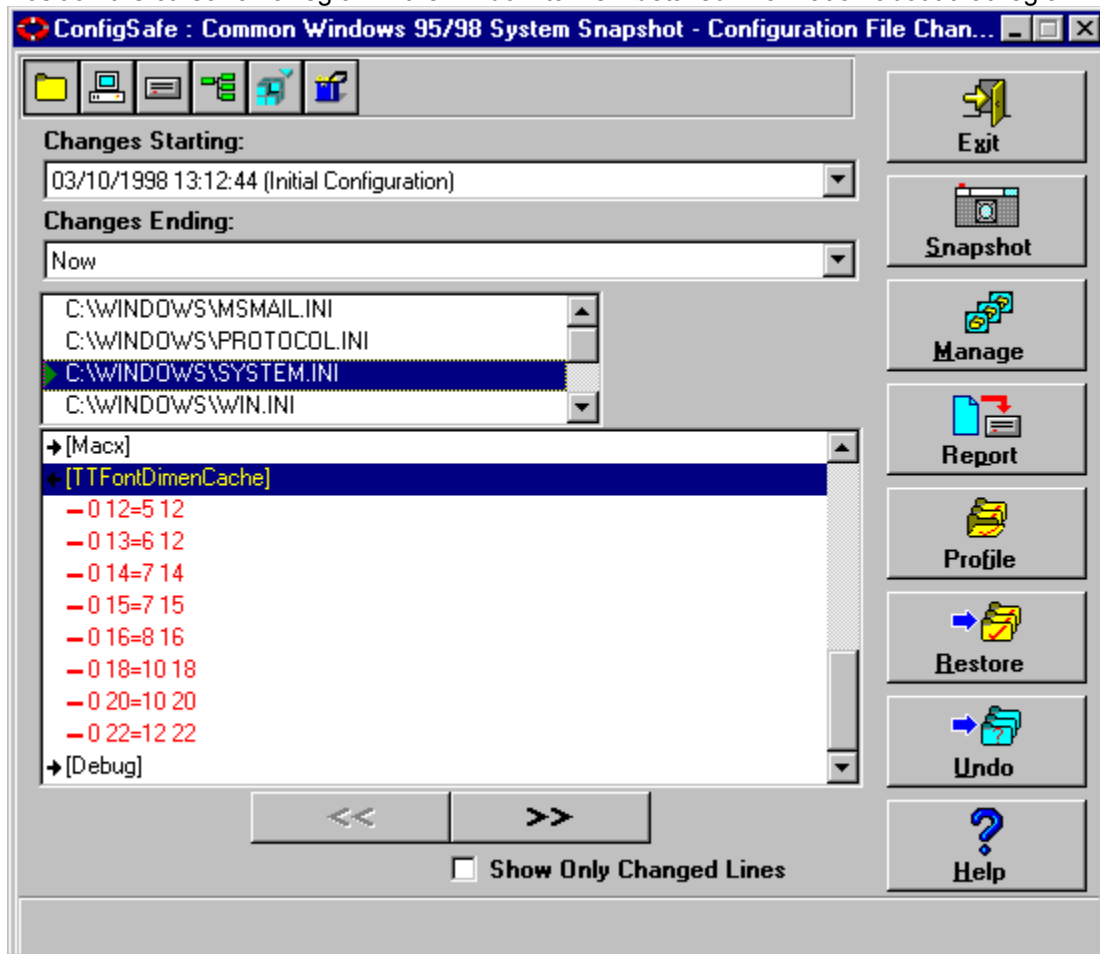 ConfigSafe : Common Windows 95/98 System Snapshot - Configuration File Chan...
Changes Starting:
03/10/1998 13:12:44 (Initial Configuration)
Changes Ending:
Now
C:\WINDOWS\MSMAIL.INI
C:\WINDOWS\PROTOCOL.INI
C:\WINDOWS\SYSTEM.INI
C:\WINDOWS\WIN.INI
[Macx]
[TTFontDimenCache]
0 12=5 12
0 13=6 12
0 14=7 14
0 15=7 15
0 16=8 16
0 18=10 18
0 20=10 20
0 22=12 22
[Debug]
<< >>
Show Only Changed Lines
Exit
Snapshot
Manage
Report
Profile
Restore
Undo
Help